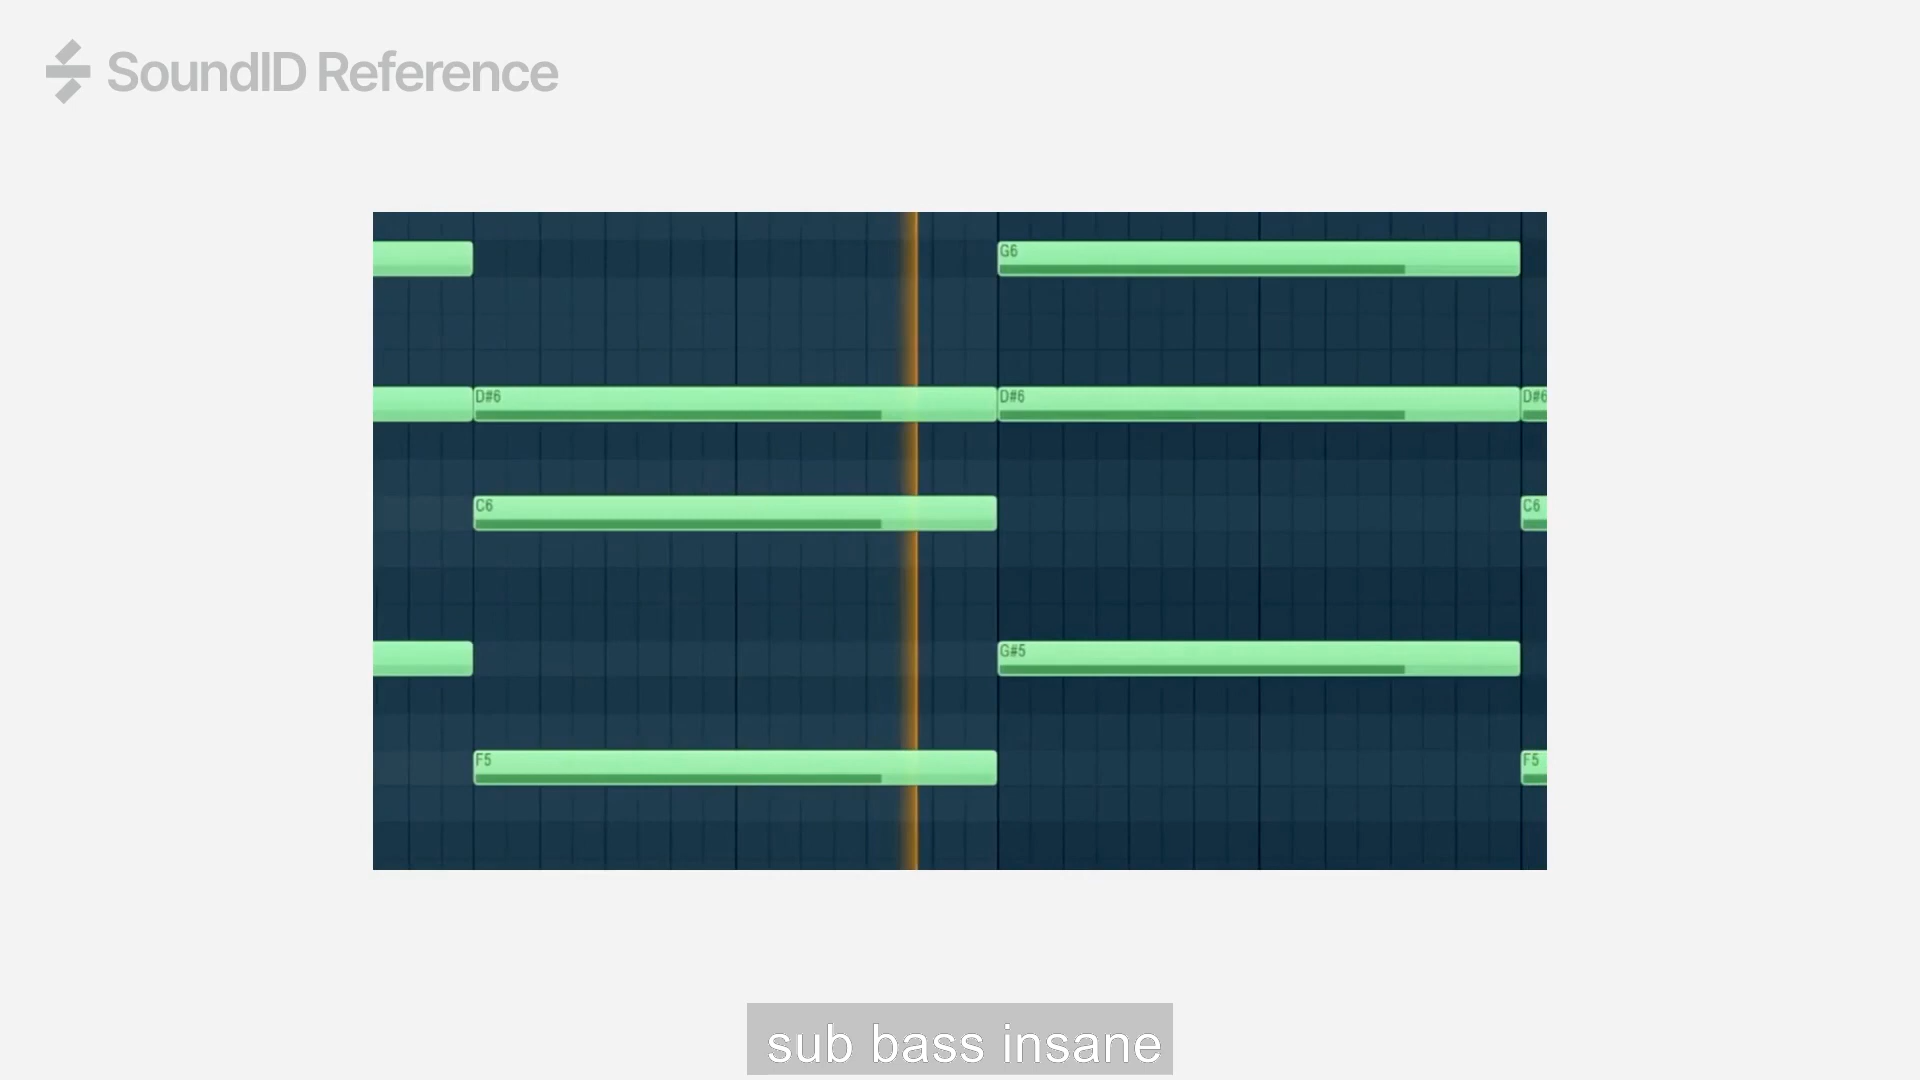 SoundID Reference
G6
D#6
D#6
D#6
C6
C6
G#5
F5
F5
sub bass insane